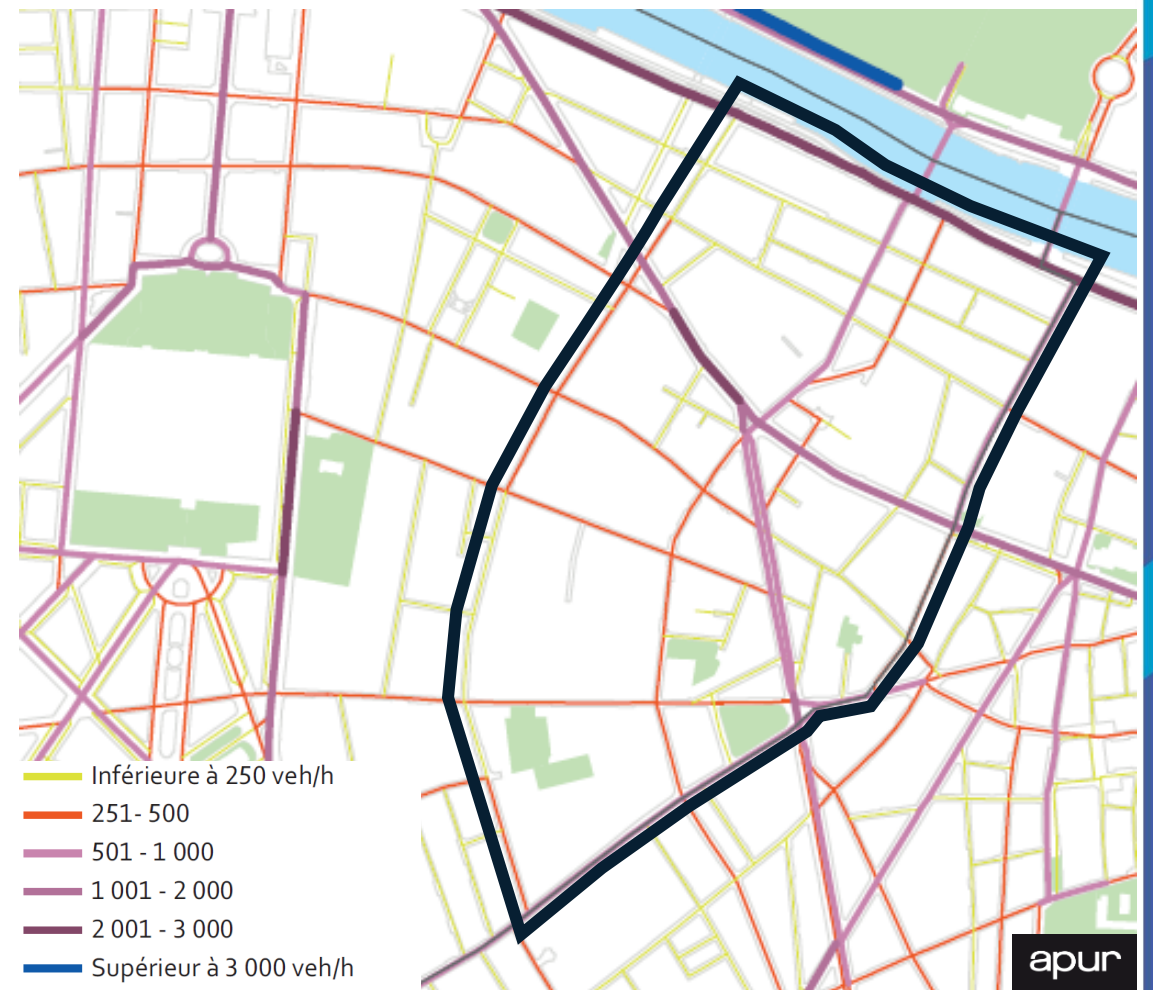 Inférieure à 250 veh/h
251- 500
501 - 1 000
1 001 - 2 000
2 001 - 3 000
Supérieur à 3 000 veh/h
apur